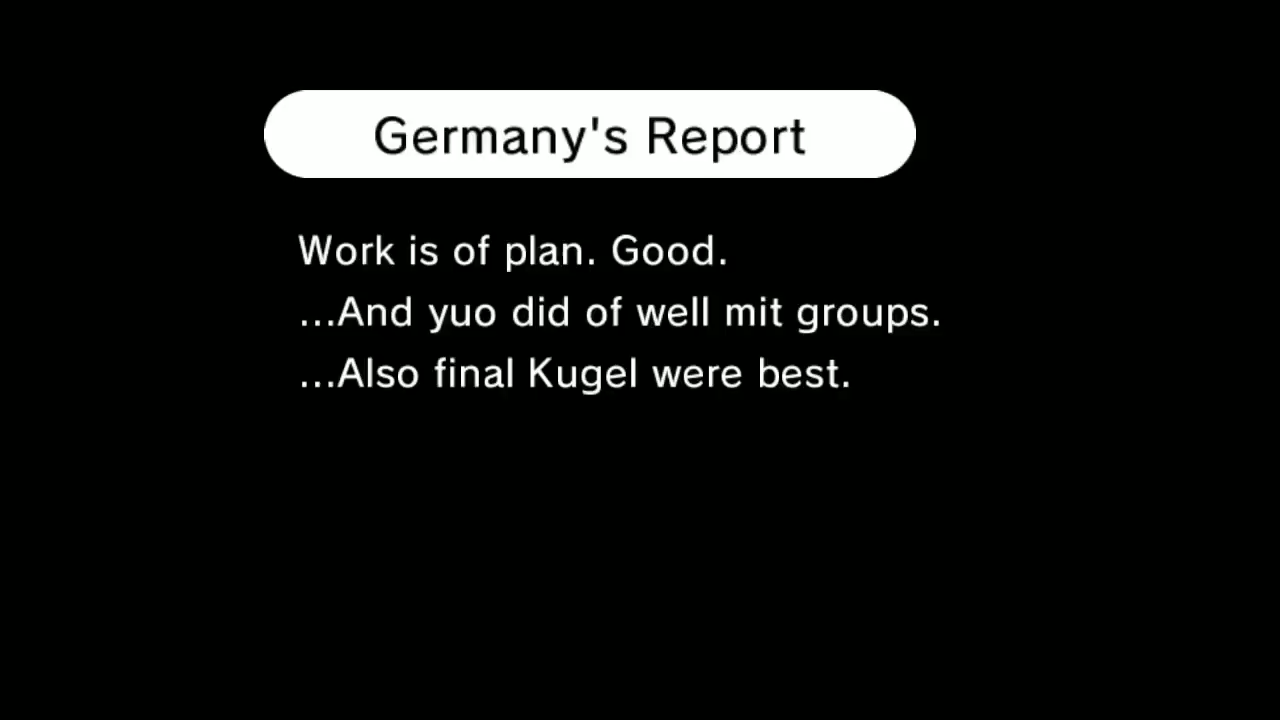 Germany's Report
Work is of plan. Good.
...And yuo did of well mit groups.
...Also final Kugel were best.